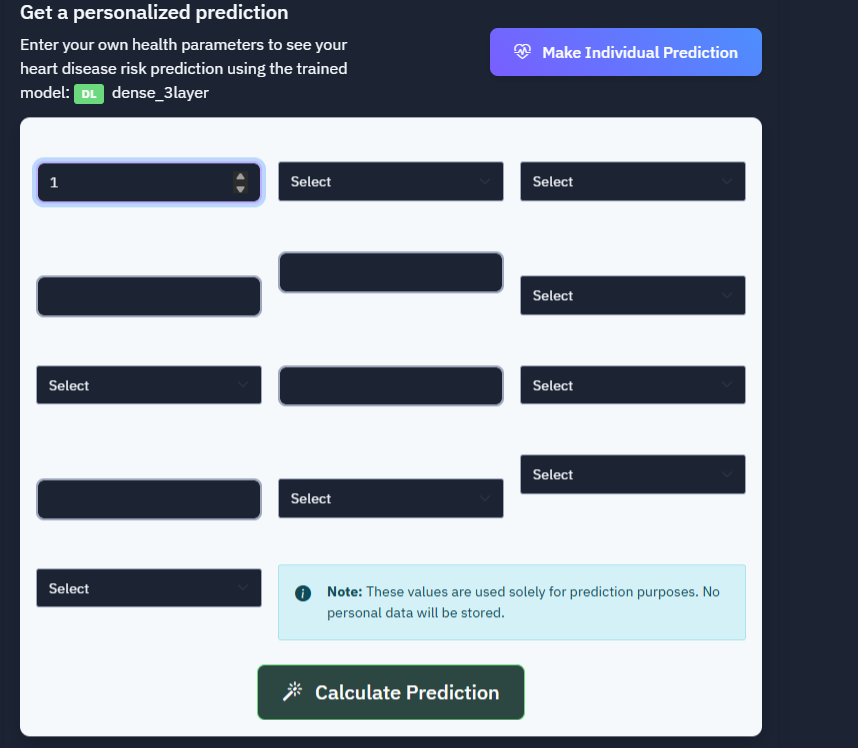 Get a personalized prediction
Enter your own health parameters to see your
heart disease risk prediction using the trained
model: DL dense_3layer
Make Individual Prediction
1
Select
Select
Select
Select
Select
Select
Select
Select
Note: These values are used solely for prediction purposes. No
personal data will be stored.
Calculate Prediction